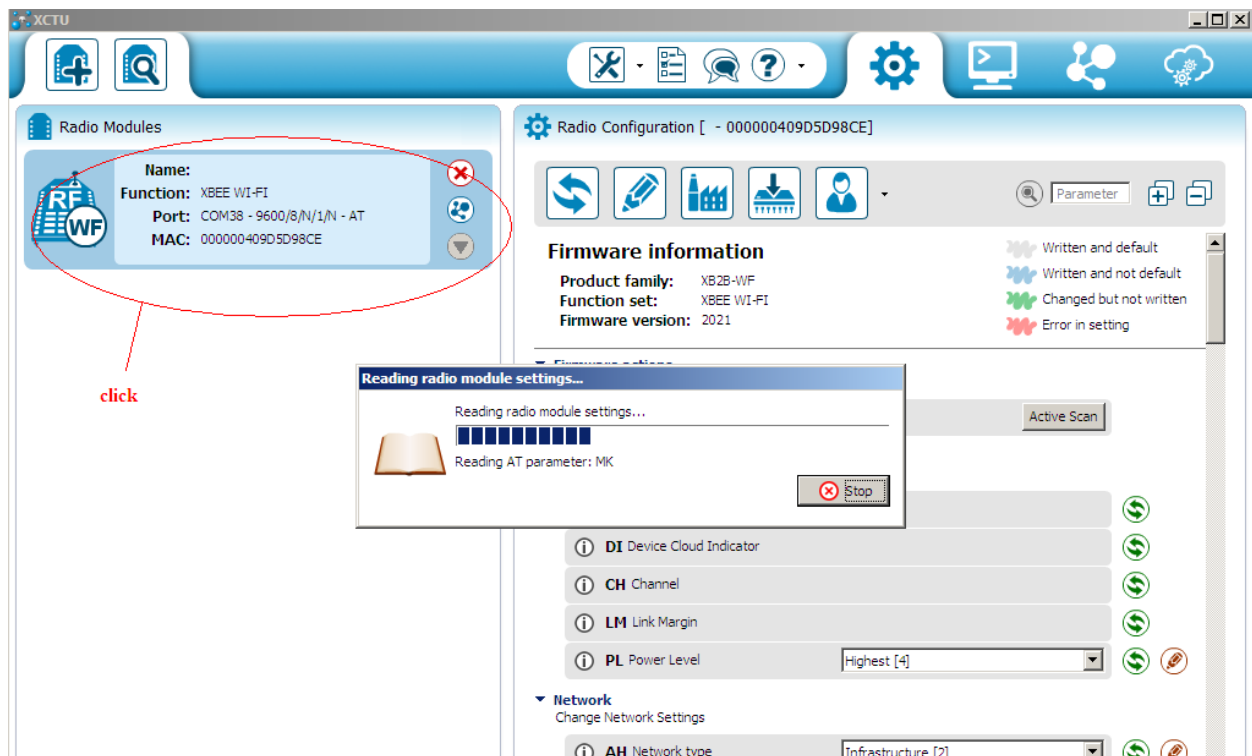 XCTU
Radio Modules
Name:
Function: XBEE WI-FI
Port: COM38 - 9600/8/N/1/N - AT
MAC: 000000409D5D98CE
RF
WF
click
Radio Configuration [  - 000000409D5D98CE]
Parameter
Firmware information
Product family: XB2B-WF
Function set: XBEE WI-FI
Firmware version: 2021
Written and default
Written and not default
Changed but not written
Error in setting
Firmware actions
Active Scan
Reading radio module settings...
Reading radio module settings...
Reading AT parameter: MK
Stop
DI Device Cloud Indicator
CH Channel
LM Link Margin
PL Power Level Highest [4]
Network
Change Network Settings
AH Network type Infrastructure [2]